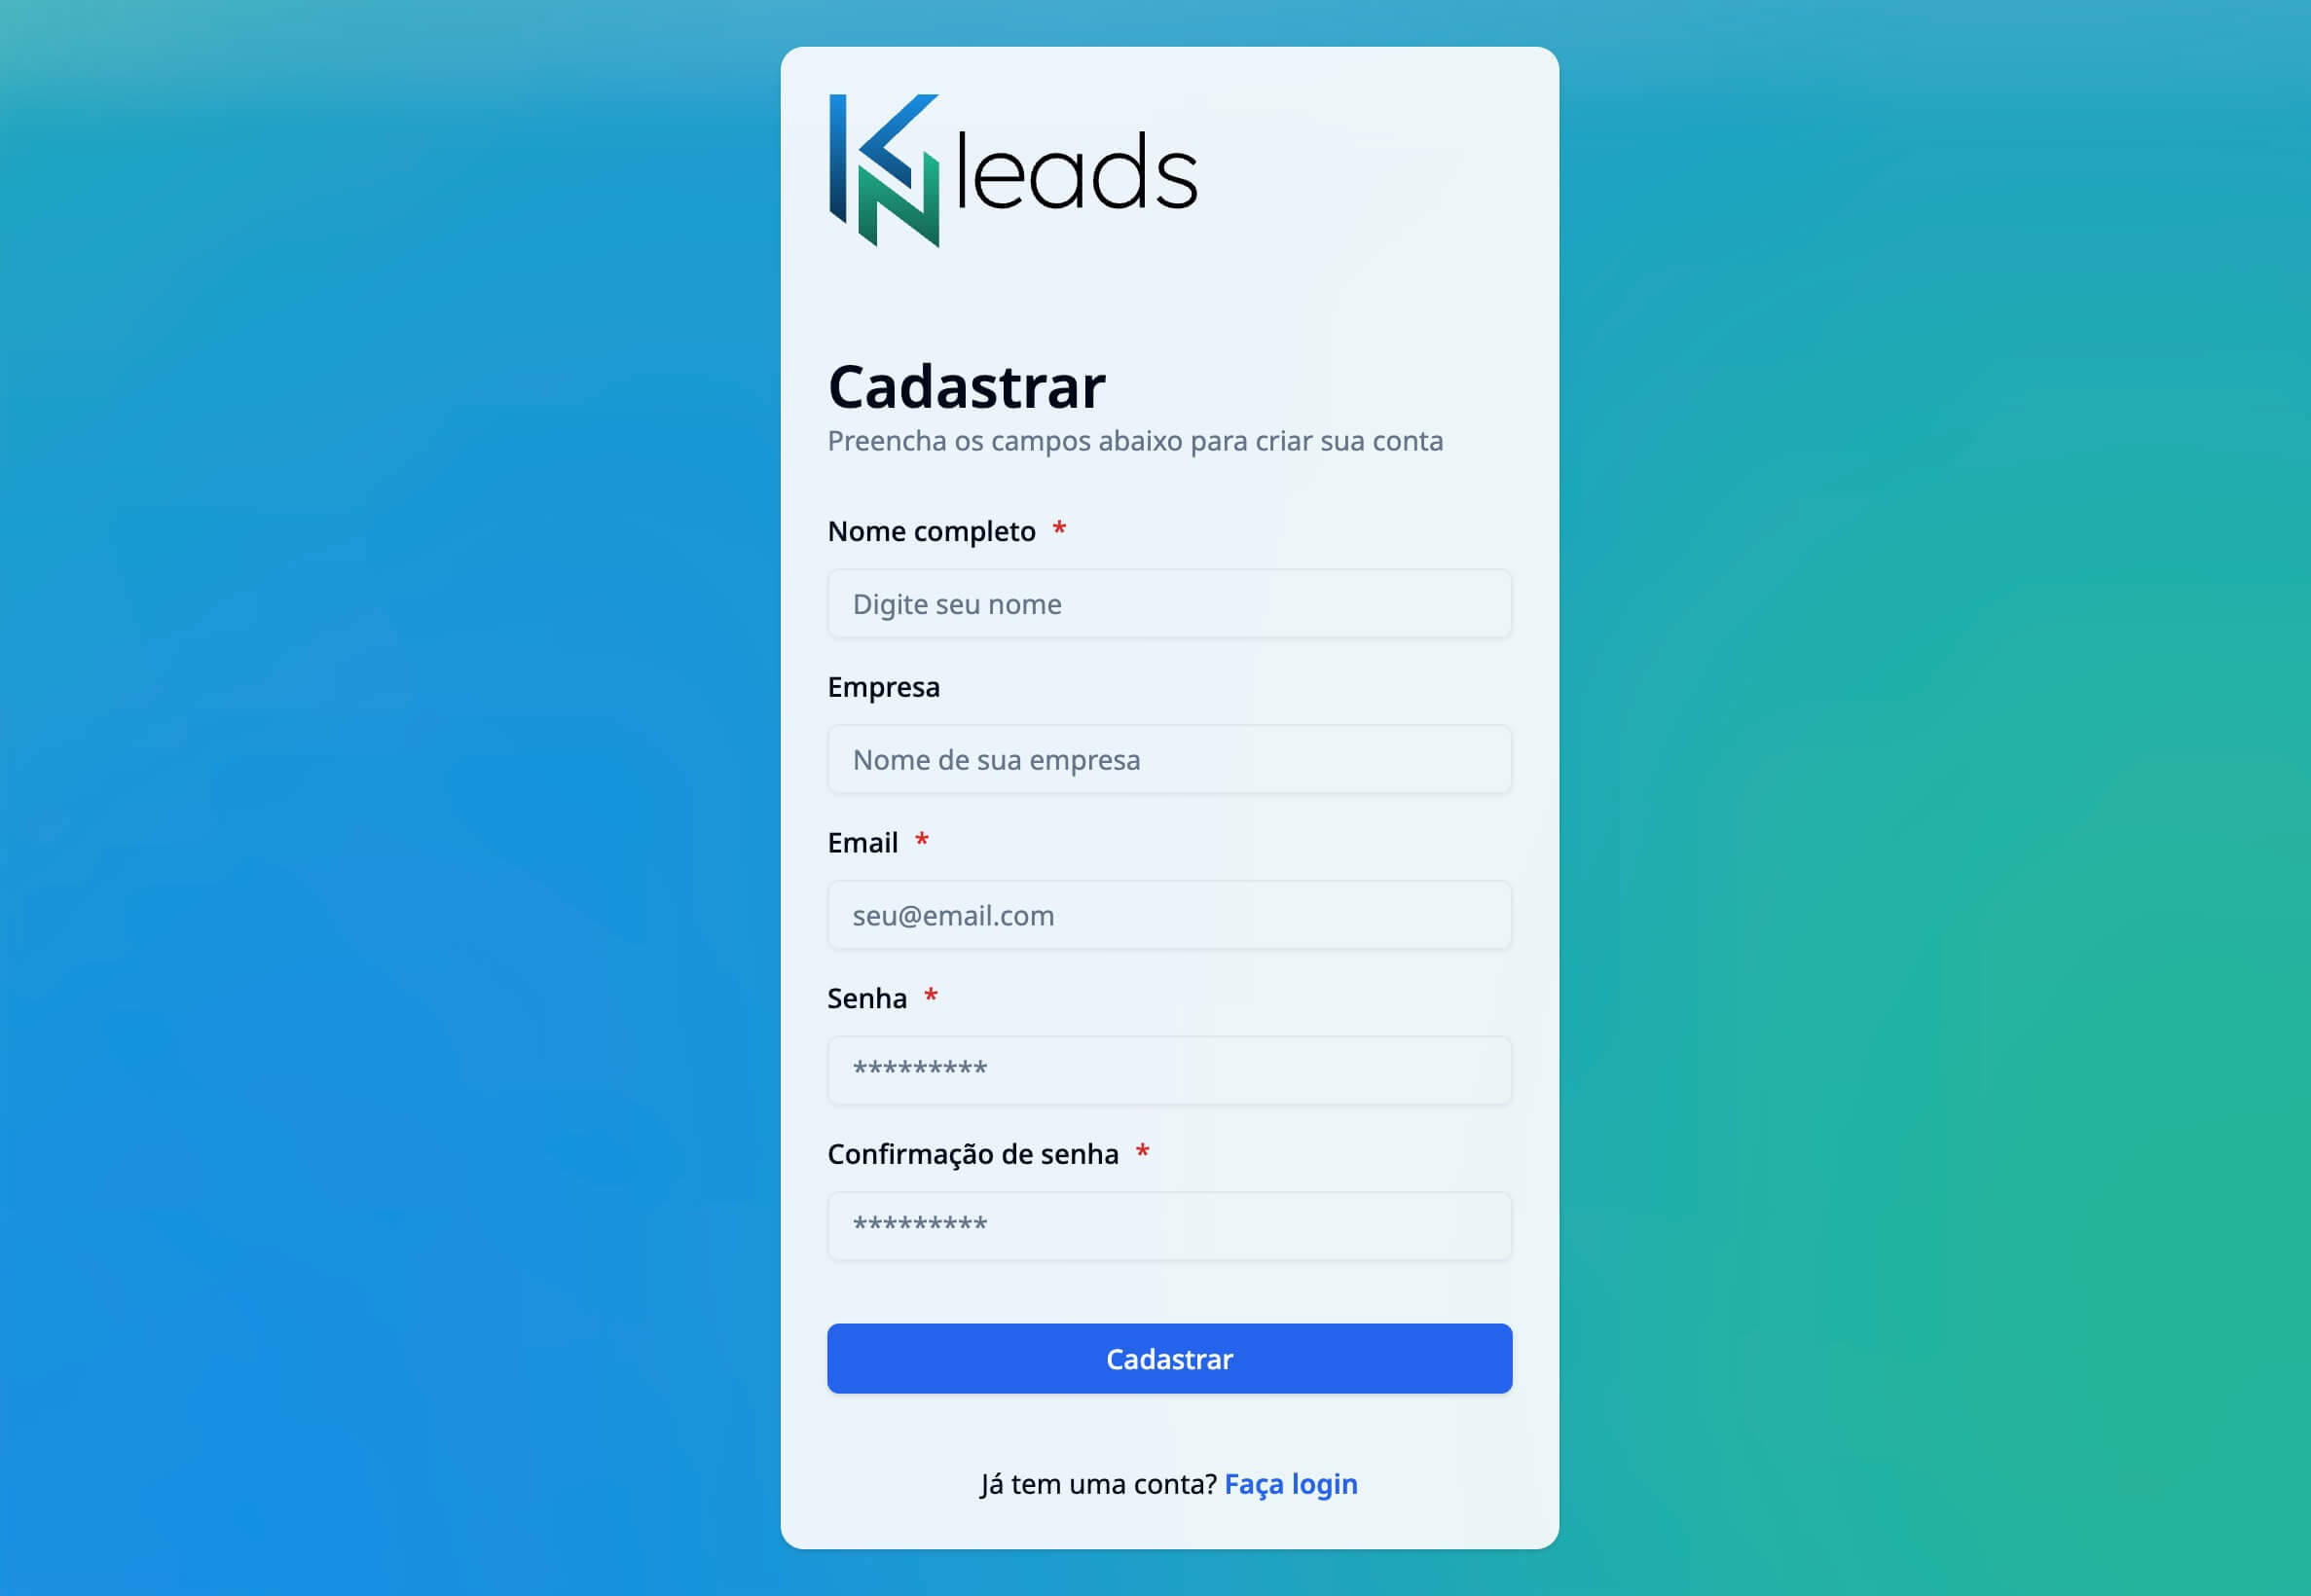 KN leads
Cadastrar
Preencha os campos abaixo para criar sua conta
Nome completo *
Digite seu nome
Empresa
Nome de sua empresa
Email *
seu@email.com
Senha *
*********
Confirmação de senha *
*********
Cadastrar
Já tem uma conta? Faça login